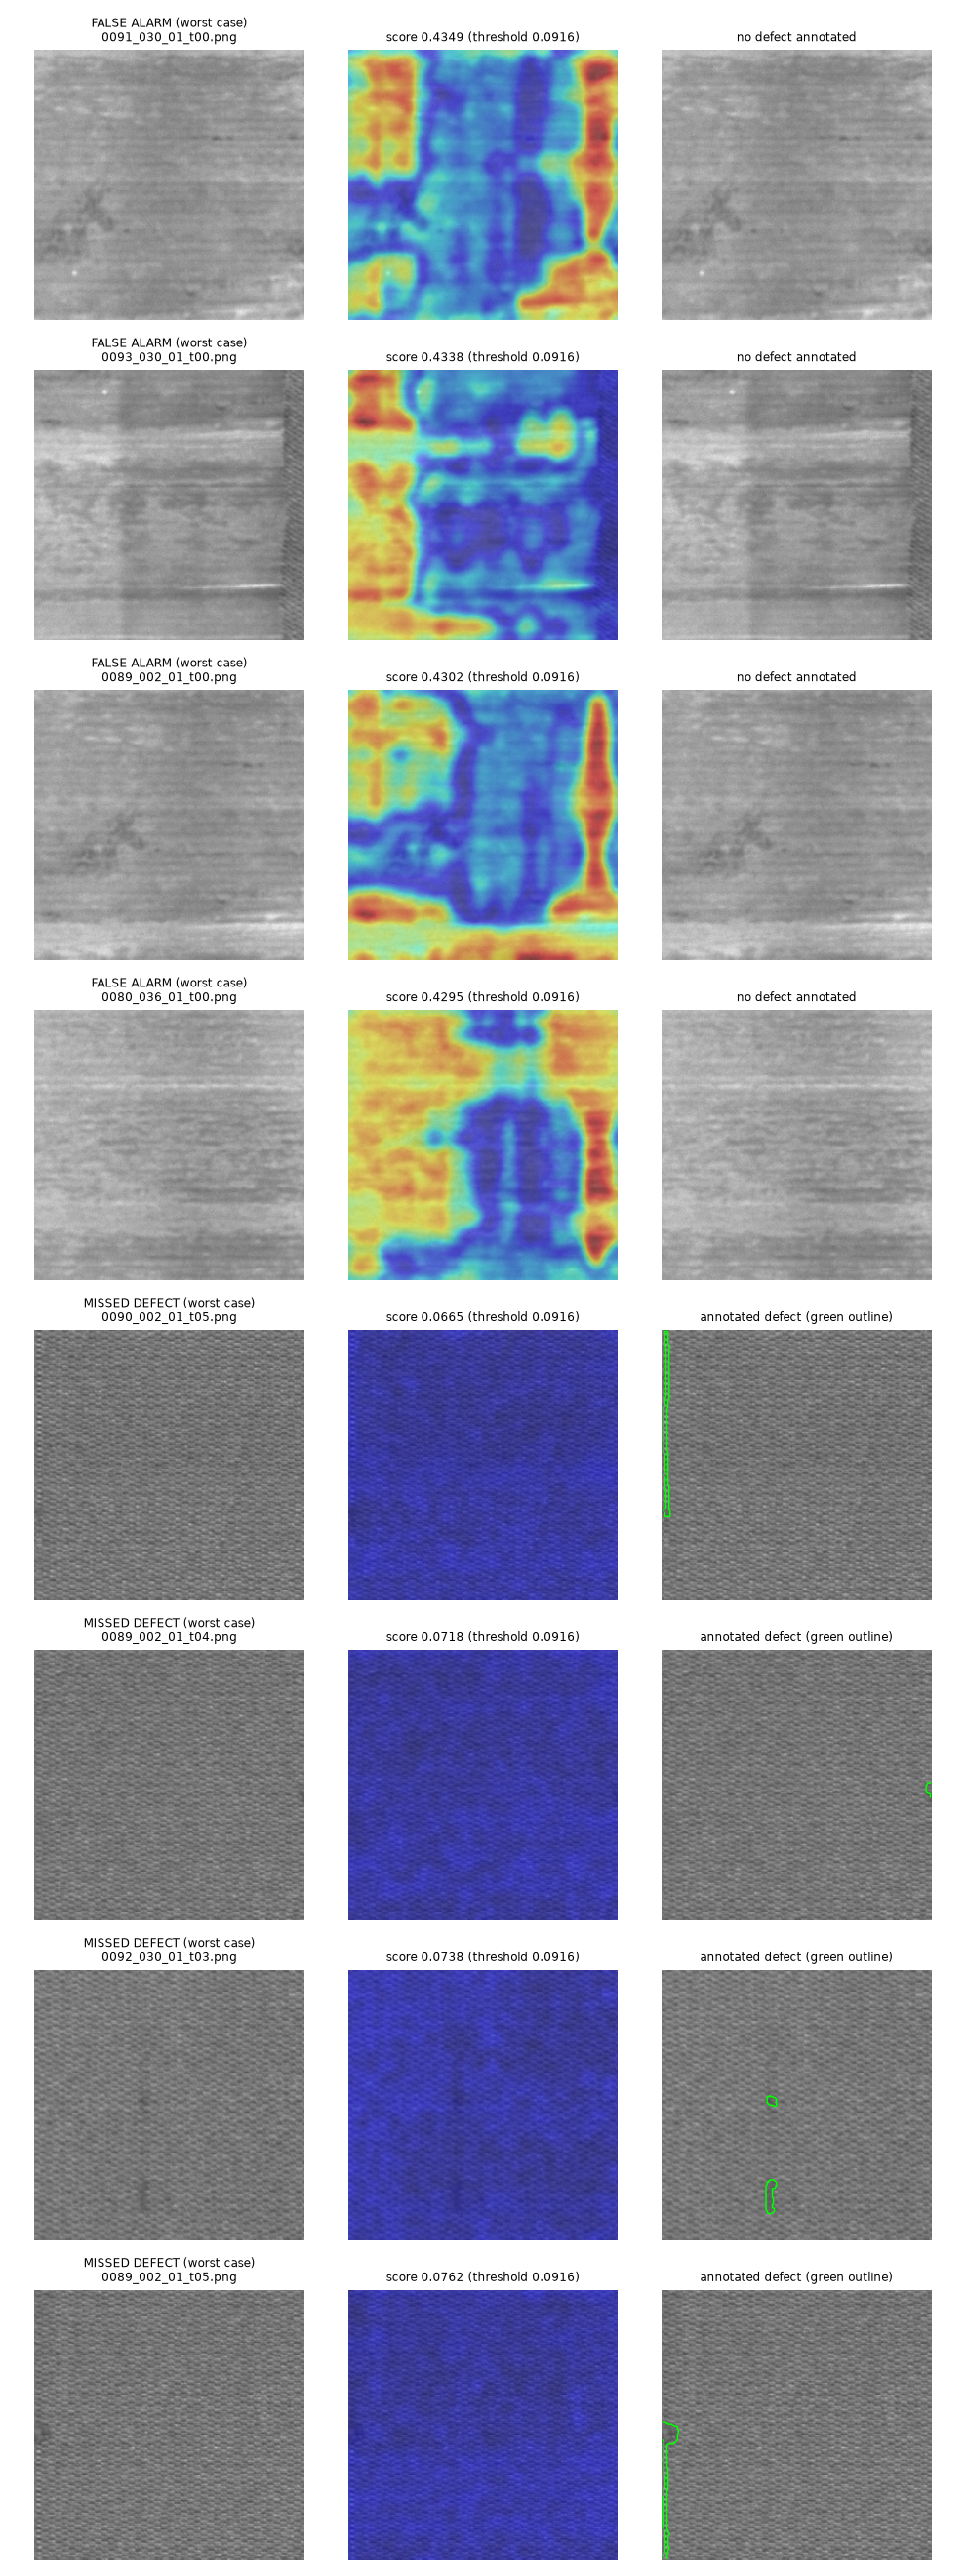 FALSE ALARM (worst case)
0091_030_01_t00.png
score 0.4349 (threshold 0.0916)
no defect annotated
FALSE ALARM (worst case)
0093_030_01_t00.png
score 0.4338 (threshold 0.0916)
no defect annotated
FALSE ALARM (worst case)
0089_002_01_t00.png
score 0.4302 (threshold 0.0916)
no defect annotated
FALSE ALARM (worst case)
0080_036_01_t00.png
score 0.4295 (threshold 0.0916)
no defect annotated
MISSED DEFECT (worst case)
0090_002_01_t05.png
score 0.0665 (threshold 0.0916)
annotated defect (green outline)
MISSED DEFECT (worst case)
0089_002_01_t04.png
score 0.0718 (threshold 0.0916)
annotated defect (green outline)
MISSED DEFECT (worst case)
0092_030_01_t03.png
score 0.0738 (threshold 0.0916)
annotated defect (green outline)
MISSED DEFECT (worst case)
0089_002_01_t05.png
score 0.0762 (threshold 0.0916)
annotated defect (green outline)